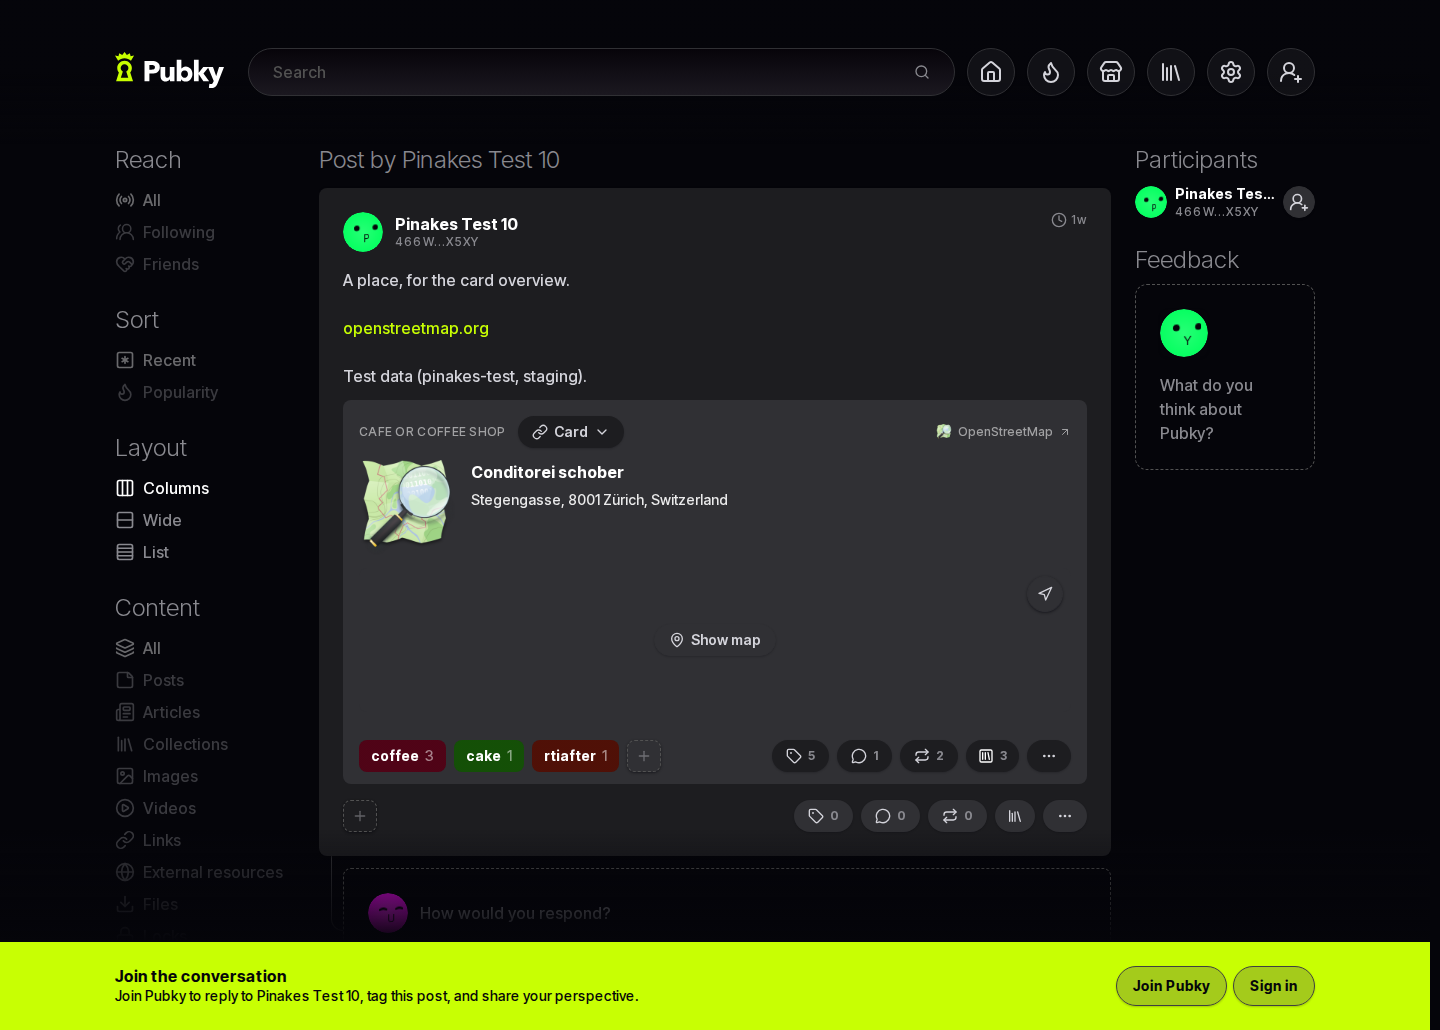 Pubky
Search
Reach
All
Following
Friends
Sort
Recent
Popularity
Layout
Columns
Wide
List
Content
All
Posts
Articles
Collections
Images
Videos
Links
External resources
Files
Post by Pinakes Test 10
Pinakes Test 10
466W...X5XY
1w
A place, for the card overview.
openstreetmap.org
Test data (pinakes-test, staging).
CAFE OR COFFEE SHOP
Card
OpenStreetMap
Conditorei schober
Stegengasse, 8001 Zürich, Switzerland
Show map
coffee 3
cake 1
rtiafter 1
5
1
2
3
0
0
0
How would you respond?
Participants
Pinakes Tes...
466W...X5XY
Feedback
What do you
think about
Pubky?
Join the conversation
Join Pubky to reply to Pinakes Test 10, tag this post, and share your perspective.
Join Pubky
Sign in